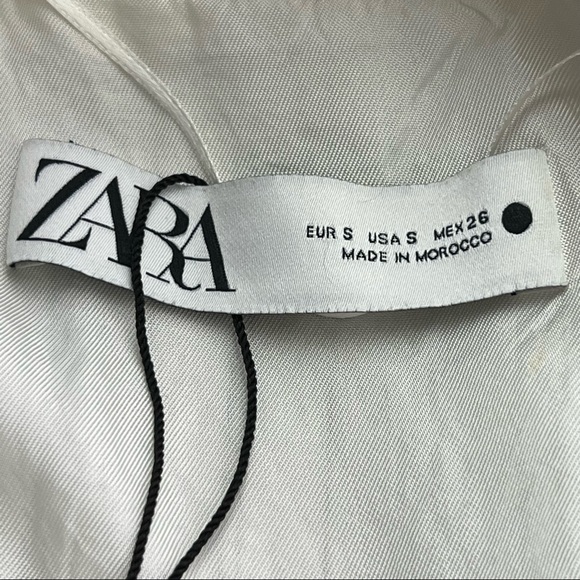 ZARA
EUR S USA S MEX 26
MADE IN MOROCCO